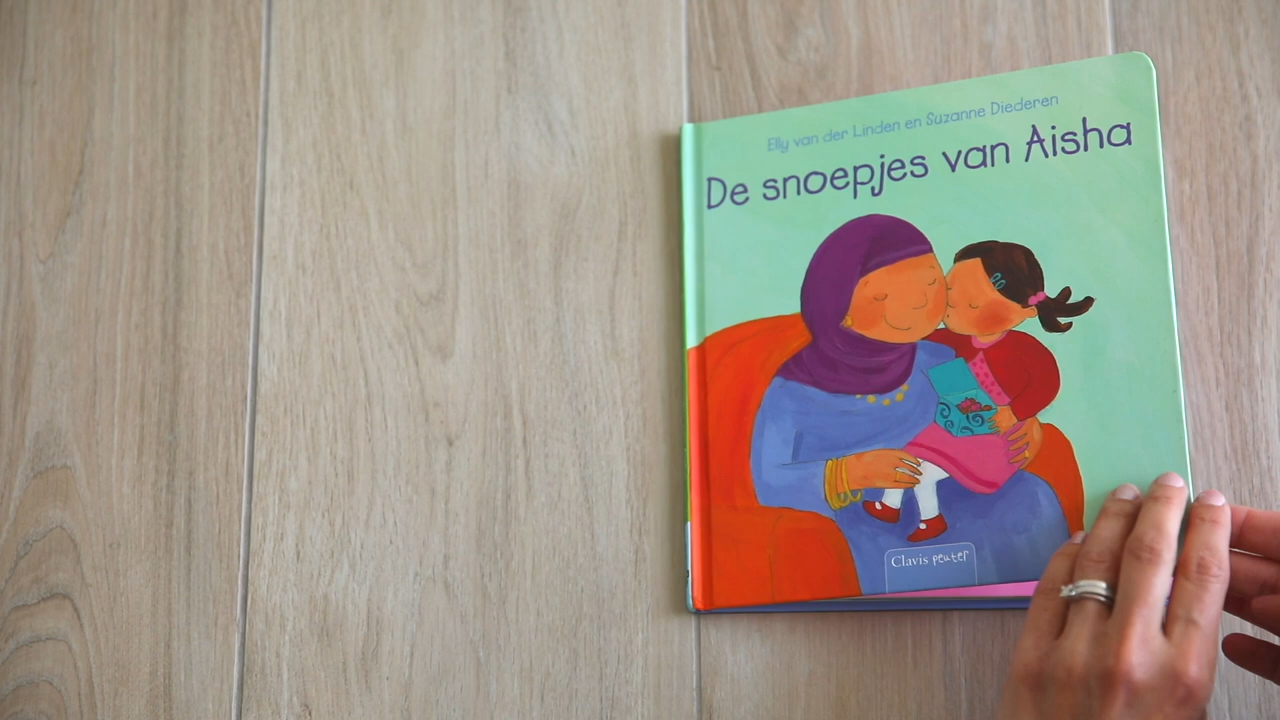 Elly van der Linden en Suzanne Diederen
De snoepjes van Aisha
Clavis peuter